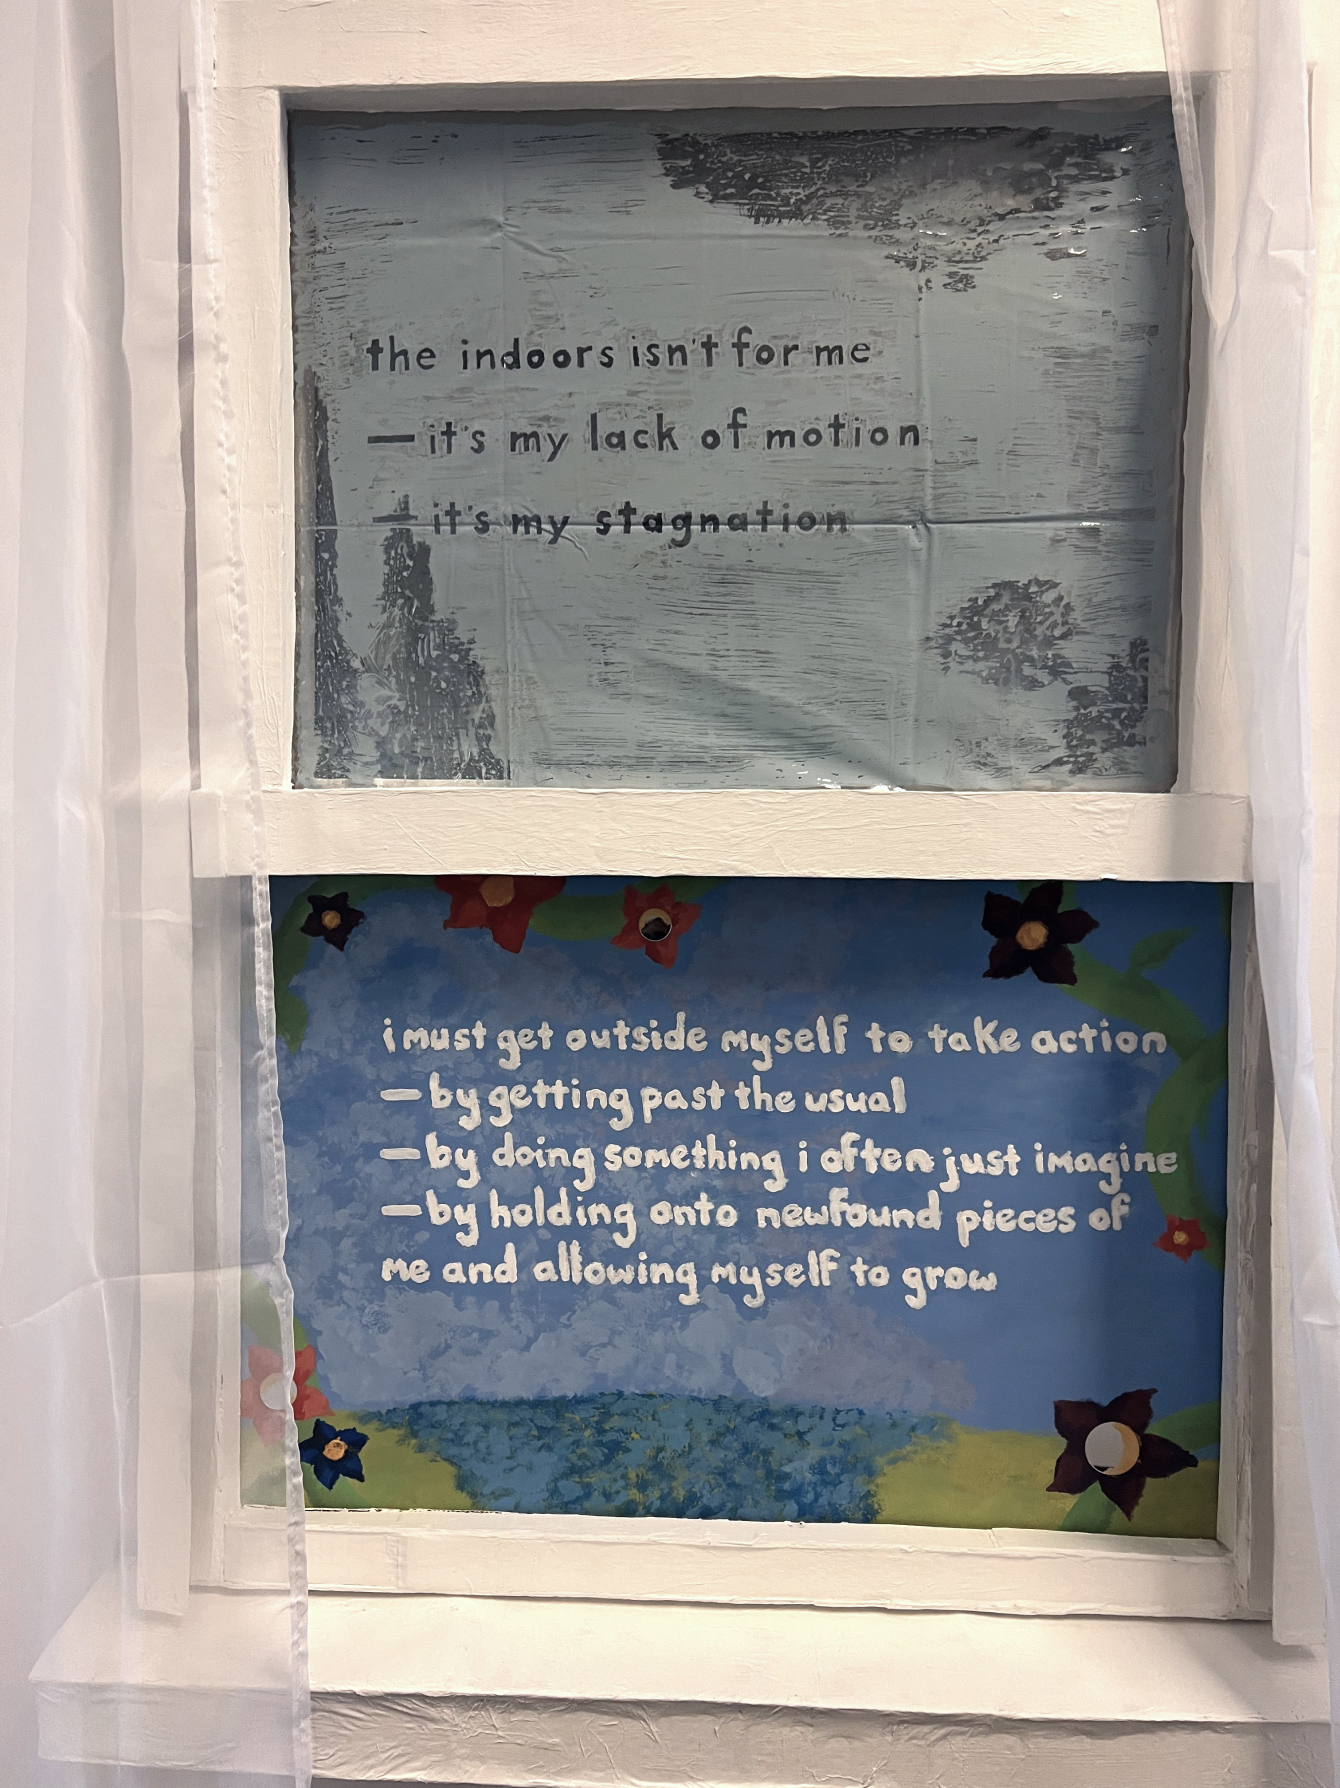 the indoors isn't for me
— it's my lack of motion
— it's my stagnation
i must get outside myself to take action
— by getting past the usual
— by doing something i often just imagine
— by holding onto newfound pieces of
me and allowing myself to grow